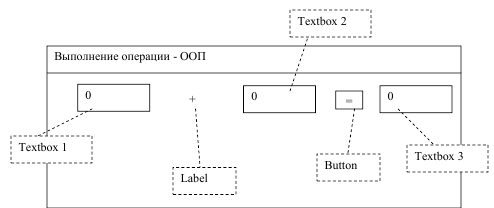 Textbox 2
Выполнение операции - ООП
0 + 0 = 0
Textbox 1
Label
Button
Textbox 3